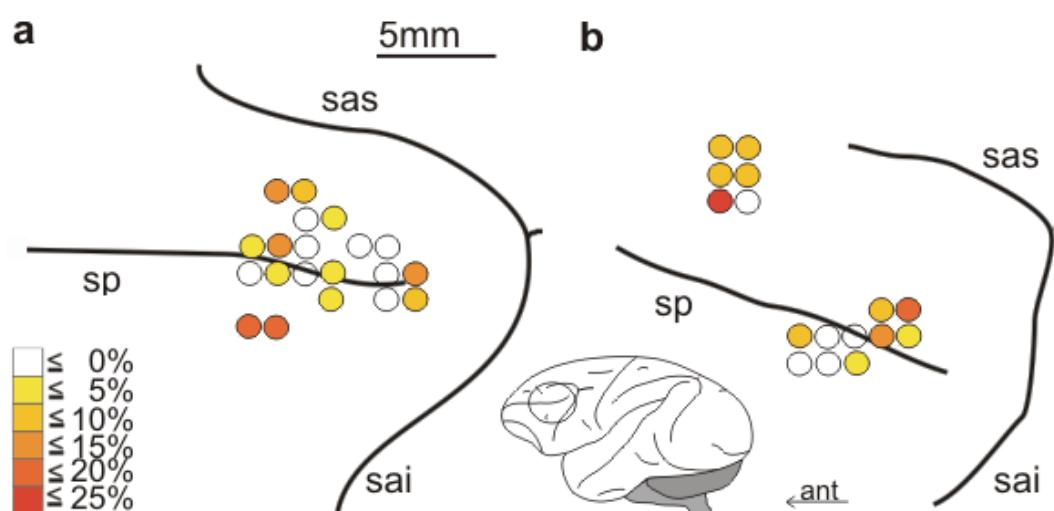 a
5mm
b
sas
sas
sp
sp
≤ 0%
≤ 5%
≤ 10%
≤ 15%
≤ 20%
≤ 25%
sai
ant
sai